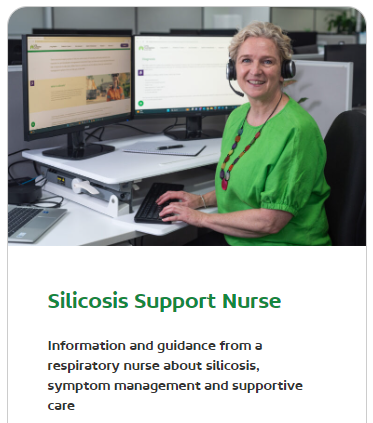 Silicosis Support Nurse
Information and guidance from a
respiratory nurse about silicosis,
symptom management and supportive
care